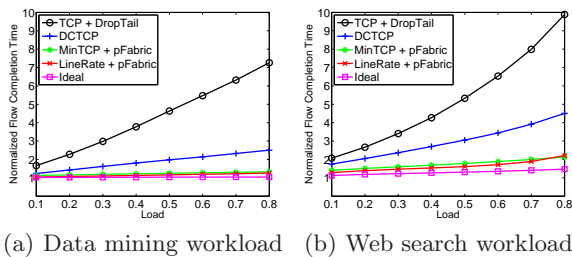 Normalized Flow Completion Time
10
9
8
7
6
5
4
3
2
1
TCP + DropTail
DCTCP
MinTCP + pFabric
LineRate + pFabric
Ideal
0.1 0.2 0.3 0.4 0.5 0.6 0.7 0.8
Load
(a) Data mining workload
Normalized Flow Completion Time
10
9
8
7
6
5
4
3
2
1
TCP + DropTail
DCTCP
MinTCP + pFabric
LineRate + pFabric
Ideal
0.1 0.2 0.3 0.4 0.5 0.6 0.7 0.8
Load
(b) Web search workload